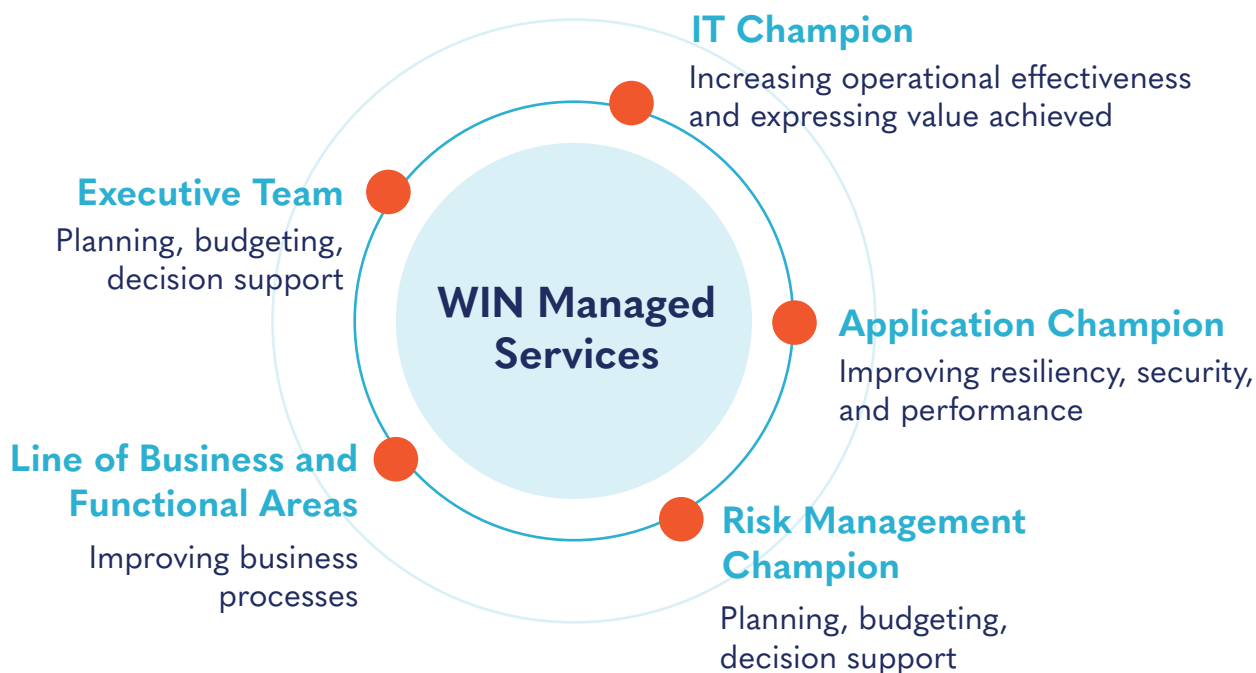 IT Champion
Increasing operational effectiveness
and expressing value achieved
Executive Team
Planning, budgeting,
decision support
WIN Managed
Services
Application Champion
Improving resiliency, security,
and performance
Line of Business and
Functional Areas
Improving business
processes
Risk Management
Champion
Planning, budgeting,
decision support